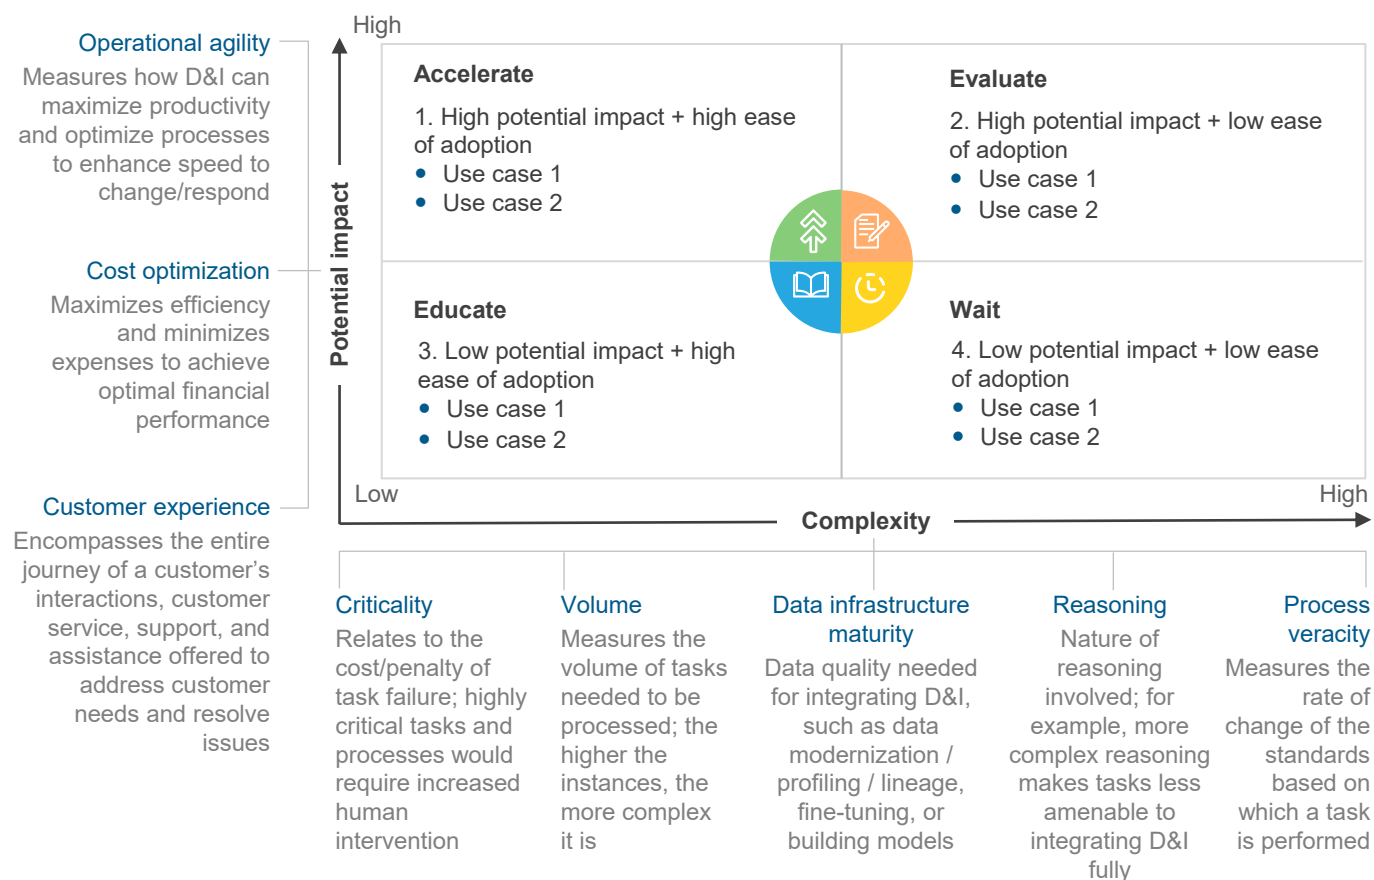 High
Operational agility
Measures how D&I can
maximize productivity
and optimize processes
to enhance speed to
change/respond
Cost optimization
Maximizes efficiency
and minimizes
expenses to achieve
optimal financial
performance
Customer experience
Encompasses the entire
journey of a customer’s
interactions, customer
service, support, and
assistance offered to
address customer
needs and resolve
issues
Potential impact
Accelerate
1. High potential impact + high ease
of adoption
• Use case 1
• Use case 2
Evaluate
2. High potential impact + low ease
of adoption
• Use case 1
• Use case 2
Educate
3. Low potential impact + high
ease of adoption
• Use case 1
• Use case 2
Wait
4. Low potential impact + low ease
of adoption
• Use case 1
• Use case 2
Low
High
Complexity
Criticality
Relates to the
cost/penalty of
task failure; highly
critical tasks and
processes would
require increased
human
intervention
Volume
Measures the
volume of tasks
needed to be
processed; the
higher the
instances, the
more complex
it is
Data infrastructure
maturity
Data quality needed
for integrating D&I,
such as data
modernization /
profiling / lineage,
fine-tuning, or
building models
Reasoning
Nature of
reasoning
involved; for
example, more
complex reasoning
makes tasks less
amenable to
integrating D&I
fully
Process
veracity
Measures the
rate of
change of the
standards
based on
which a task
is performed